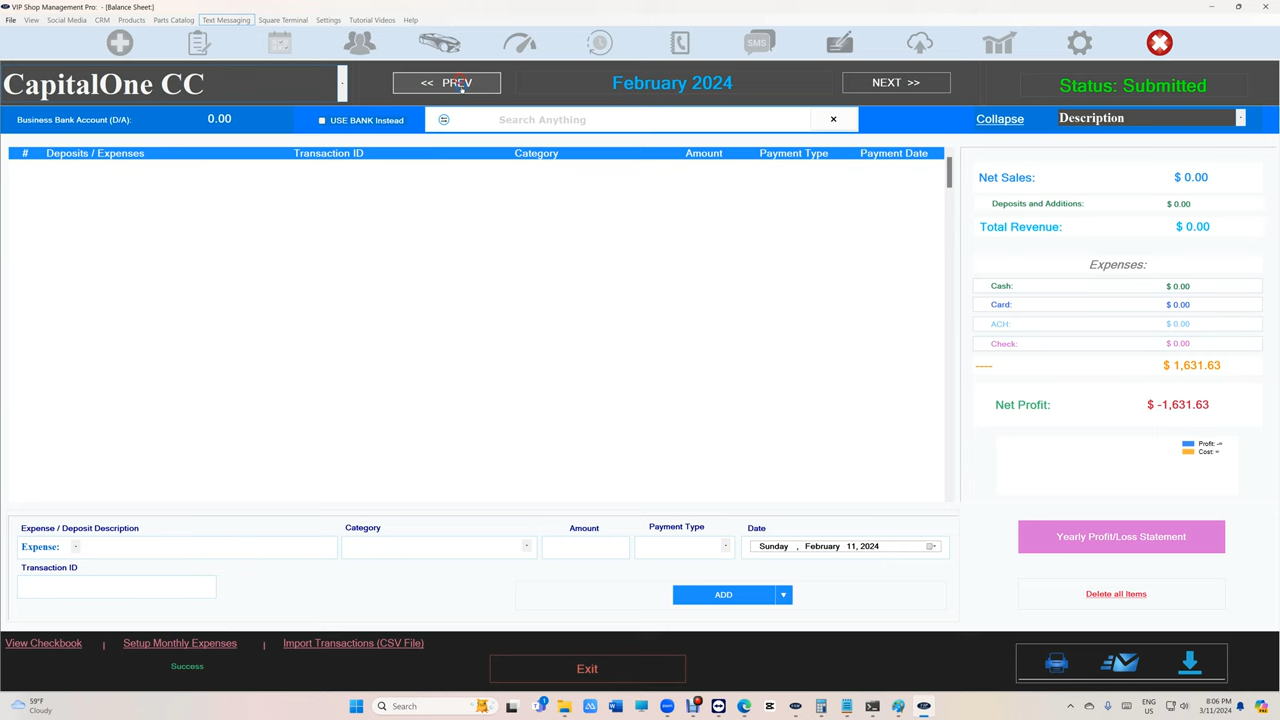 VIP Shop Management Pro: - [Balance Sheet:]
File View Social Media CRM Products Parts Catalog Text Messaging Square Terminal Settings Tutorial Videos Help
SMS
CapitalOne CC << PREV February 2024 NEXT >> Status: Submitted
Business Bank Account (D/A): 0.00 USE BANK Instead Search Anything × Collapse Description
# Deposits / Expenses Transaction ID Category Amount Payment Type Payment Date
Net Sales: $ 0.00
Deposits and Additions: $ 0.00
Total Revenue: $ 0.00
Expenses:
Cash: $ 0.00
Card: $ 0.00
ACH: $ 0.00
Check: $ 0.00
---- $ 1,631.63
Net Profit: $ -1,631.63
Profit: -∞
Cost: ∞
Expense / Deposit Description Category Amount Payment Type Date
Expense: Sunday , February 11, 2024
Transaction ID
ADD
Yearly Profit/Loss Statement
Delete all Items
View Checkbook | Setup Monthly Expenses | Import Transactions (CSV File)
Success
Exit
59°F
Cloudy
Search
ENG
US
8:06 PM
3/11/2024